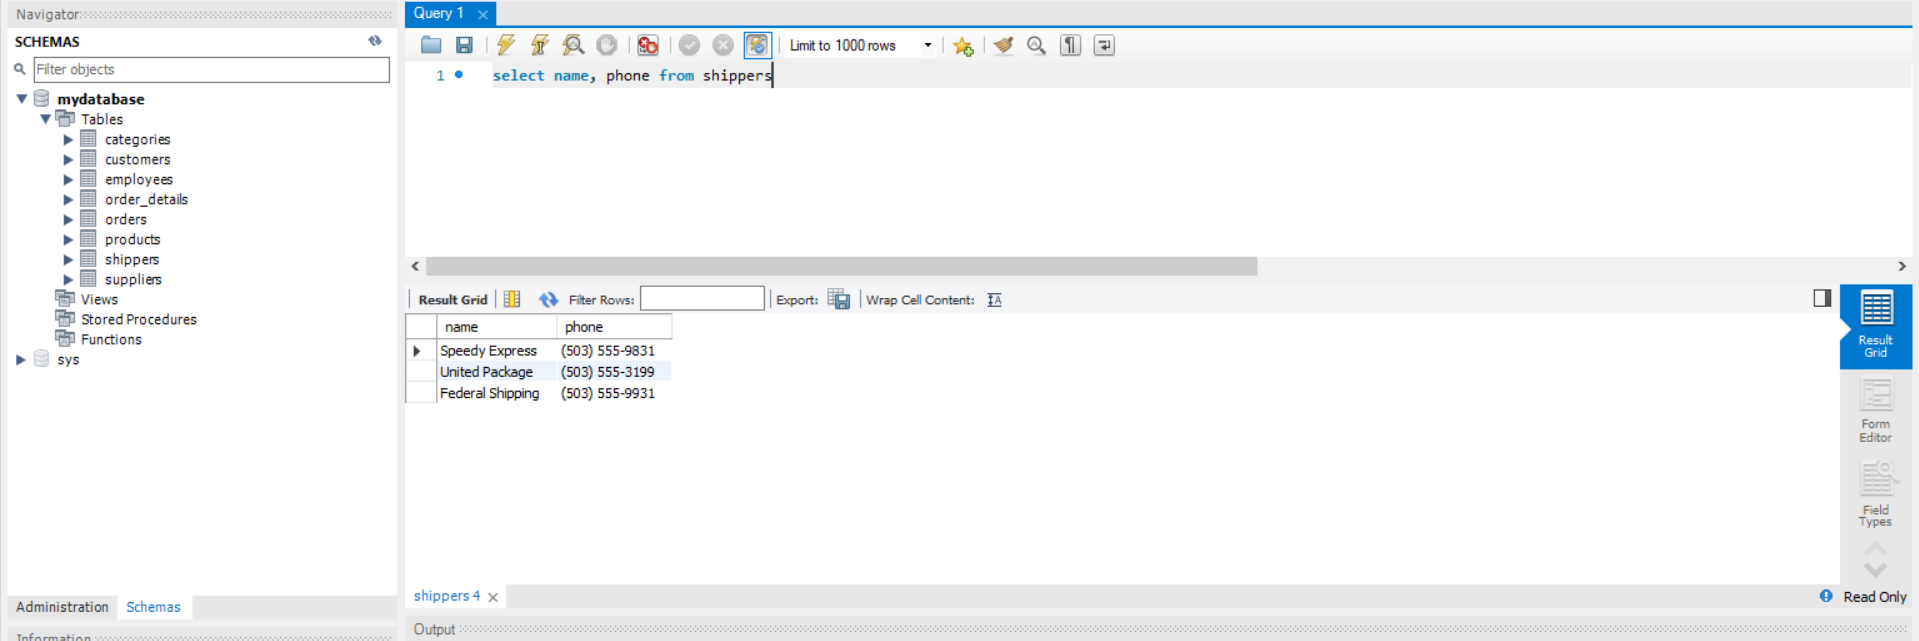 Navigator
SCHEMAS
Filter objects
mydatabase
Tables
categories
customers
employees
order_details
orders
products
shippers
suppliers
Views
Stored Procedures
Functions
sys
Administration Schemas
Information
Query 1
Limit to 1000 rows
1 select name, phone from shippers
Result Grid Filter Rows: Export: Wrap Cell Content:
name phone
Speedy Express (503) 555-9831
United Package (503) 555-3199
Federal Shipping (503) 555-9931
Result
Grid
Form
Editor
Field
Types
shippers 4
Read Only
Output